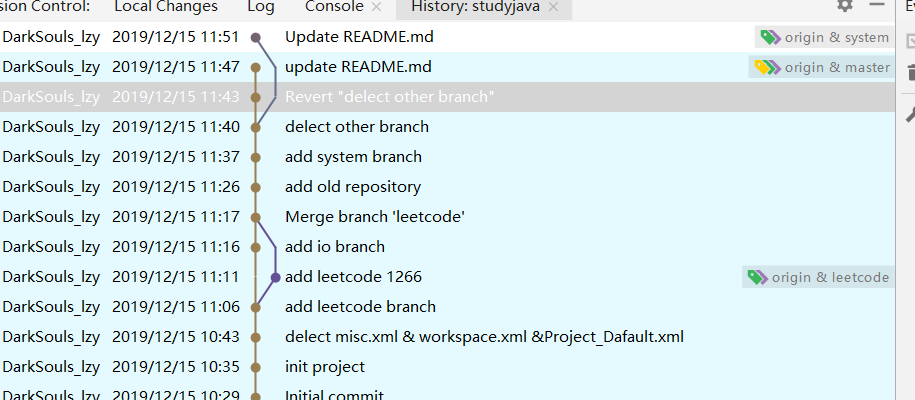 sion Control: Local Changes Log Console History: studyjava
DarkSouls_lzy 2019/12/15 11:51 Update README.md origin & system
DarkSouls_lzy 2019/12/15 11:47 update README.md origin & master
DarkSouls_lzy 2019/12/15 11:43 Revert "delect other branch"
DarkSouls_lzy 2019/12/15 11:40 delect other branch
DarkSouls_lzy 2019/12/15 11:37 add system branch
DarkSouls_lzy 2019/12/15 11:26 add old repository
DarkSouls_lzy 2019/12/15 11:17 Merge branch 'leetcode'
DarkSouls_lzy 2019/12/15 11:16 add io branch
DarkSouls_lzy 2019/12/15 11:11 add leetcode 1266 origin & leetcode
DarkSouls_lzy 2019/12/15 11:06 add leetcode branch
DarkSouls_lzy 2019/12/15 10:43 delect misc.xml & workspace.xml &Project_Dafault.xml
DarkSouls_lzy 2019/12/15 10:35 init project
DarkSouls_lzy 2019/12/15 10:29 Initial commit